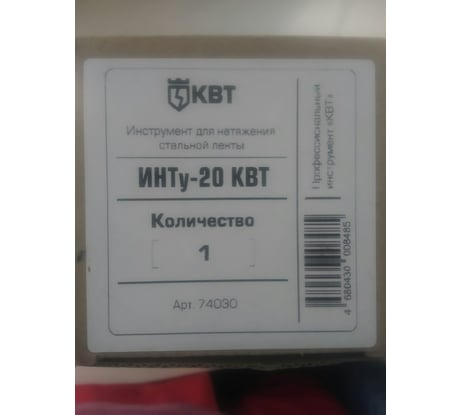 КВТ
Инструмент для натяжения
стальной ленты
ИНТу-20 КВТ
Количество
1
Арт. 74030
Профессиональный
инструмент «КВТ»
4 680430 008485